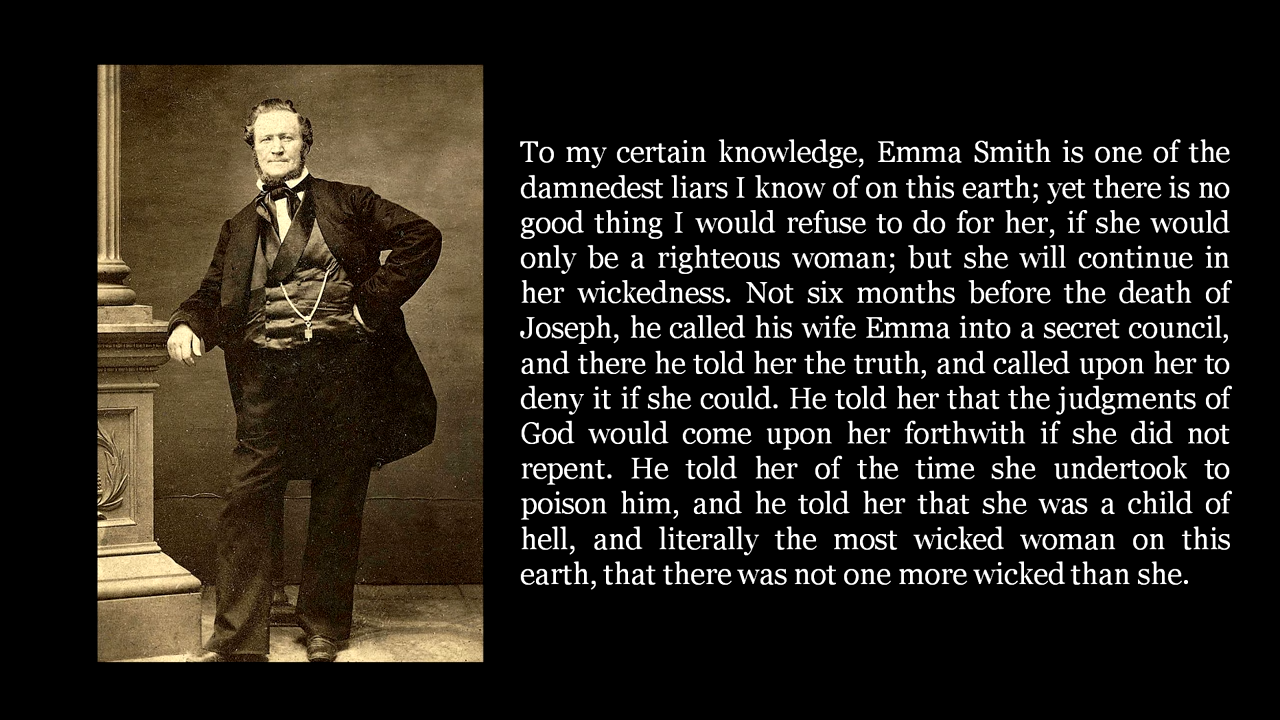 To my certain knowledge, Emma Smith is one of the
damnedest liars I know of on this earth; yet there is no
good thing I would refuse to do for her, if she would
only be a righteous woman; but she will continue in
her wickedness. Not six months before the death of
Joseph, he called his wife Emma into a secret council,
and there he told her the truth, and called upon her to
deny it if she could. He told her that the judgments of
God would come upon her forthwith if she did not
repent. He told her of the time she undertook to
poison him, and he told her that she was a child of
hell, and literally the most wicked woman on this
earth, that there was not one more wicked than she.